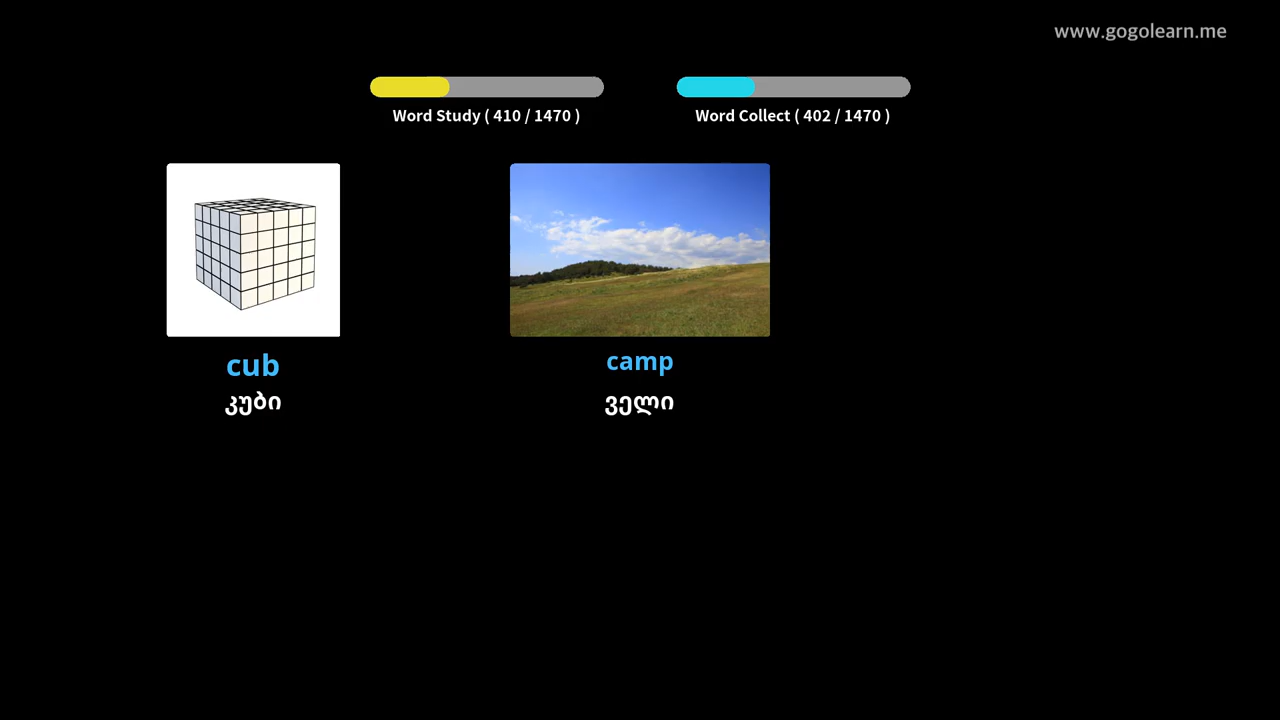 www.gogolearn.me
Word Study ( 410 / 1470 )
Word Collect ( 402 / 1470 )
cub
კუბი
camp
ველი